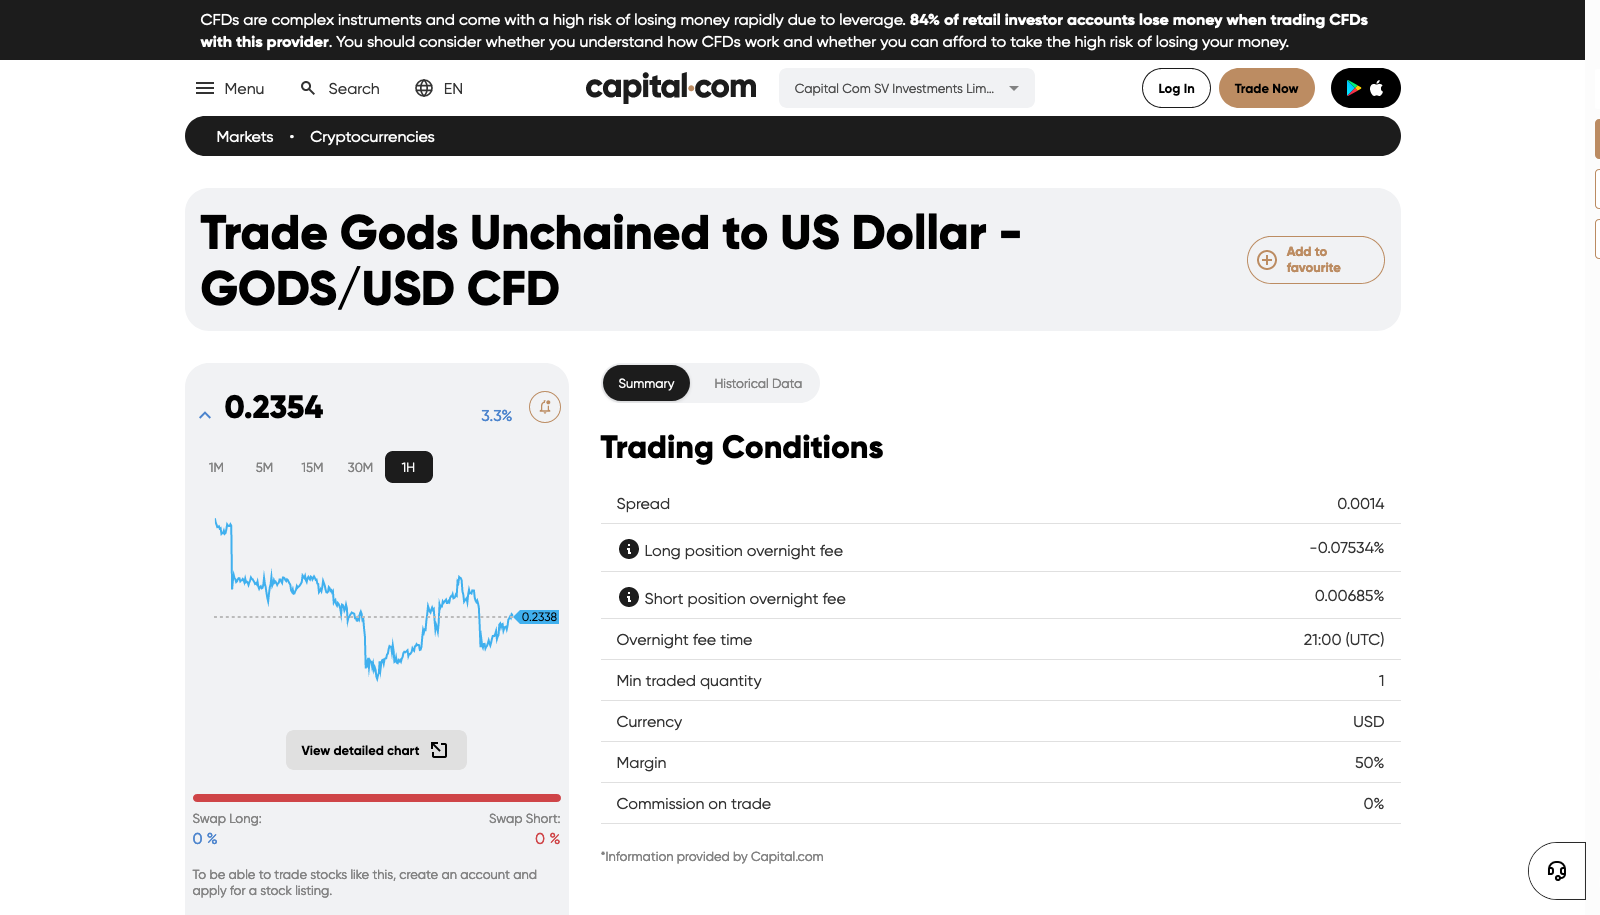 CFDs are complex instruments and come with a high risk of losing money rapidly due to leverage. 84% of retail investor accounts lose money when trading CFDs
with this provider. You should consider whether you understand how CFDs work and whether you can afford to take the high risk of losing your money.
Menu
Search
EN
capital.com
Capital Com SV Investments Lim...
Log In
Trade Now
Markets • Cryptocurrencies
Trade Gods Unchained to US Dollar -
GODS/USD CFD
Add to
favourite
0.2354
3.3%
1M 5M 15M 30M 1H
0.2338
View detailed chart
Swap Long: Swap Short:
0 % 0 %
To be able to trade stocks like this, create an account and
apply for a stock listing.
Summary
Historical Data
Trading Conditions
Spread 0.0014
Long position overnight fee -0.07534%
Short position overnight fee 0.00685%
Overnight fee time 21:00 (UTC)
Min traded quantity 1
Currency USD
Margin 50%
Commission on trade 0%
*Information provided by Capital.com